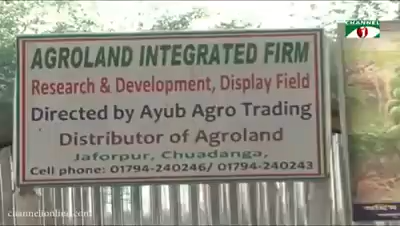 CHANNEL
AGROLAND INTEGRATED FIRM
Research & Development, Display Field
Directed by Ayub Agro Trading
Distributor of Agroland
Jaforpur, Chuadanga,
Cell phone: 01794-240246/ 01794-240243
channelionline.com